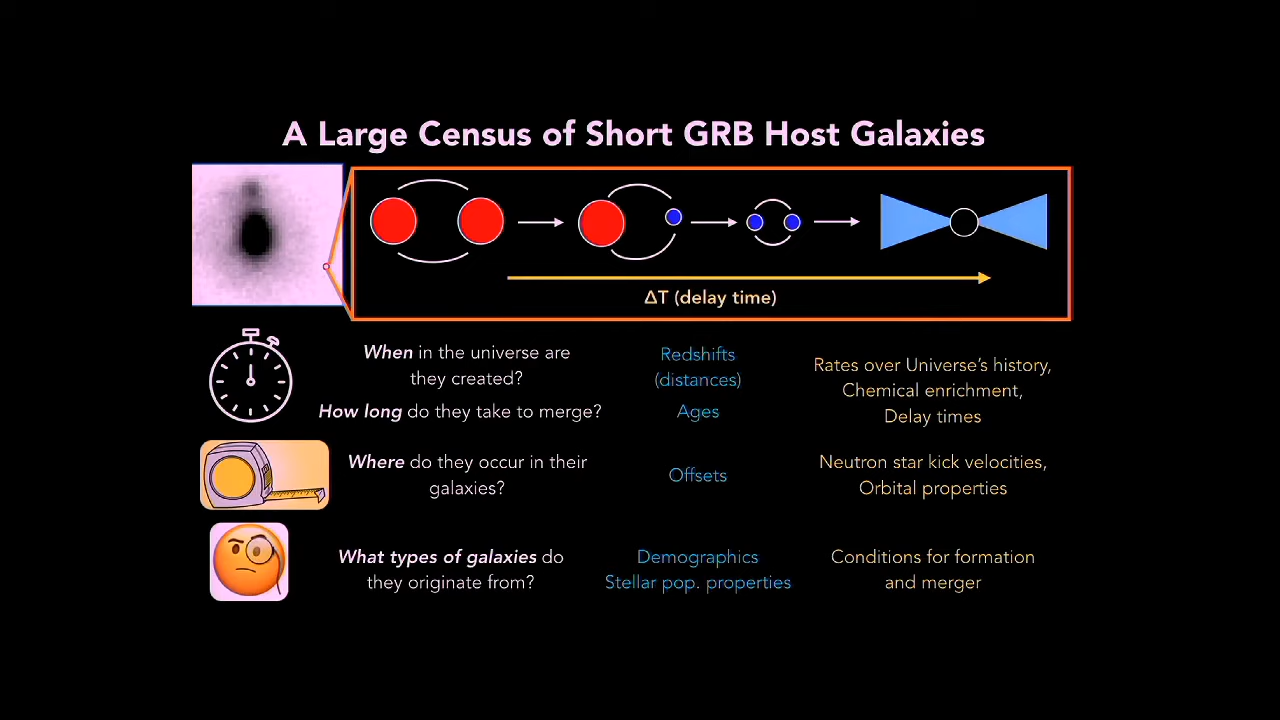 A Large Census of Short GRB Host Galaxies
ΔT (delay time)
When in the universe are
they created?
Redshifts
(distances)
How long do they take to merge?
Ages
Rates over Universe's history,
Chemical enrichment,
Delay times
Where do they occur in their
galaxies?
Offsets
Neutron star kick velocities,
Orbital properties
What types of galaxies do
they originate from?
Demographics
Stellar pop. properties
Conditions for formation
and merger